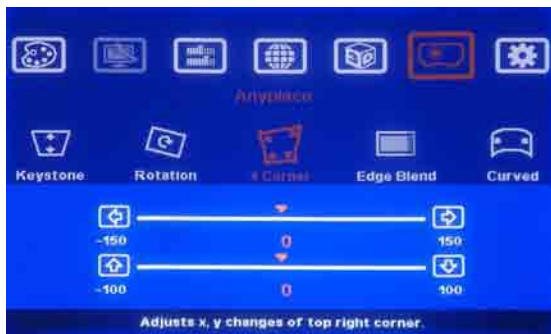 Anyplace
Keystone Rotation 4 Corner Edge Blend Curved
-150 0 150
-100 0 100
Adjusts x, y changes of top right corner.